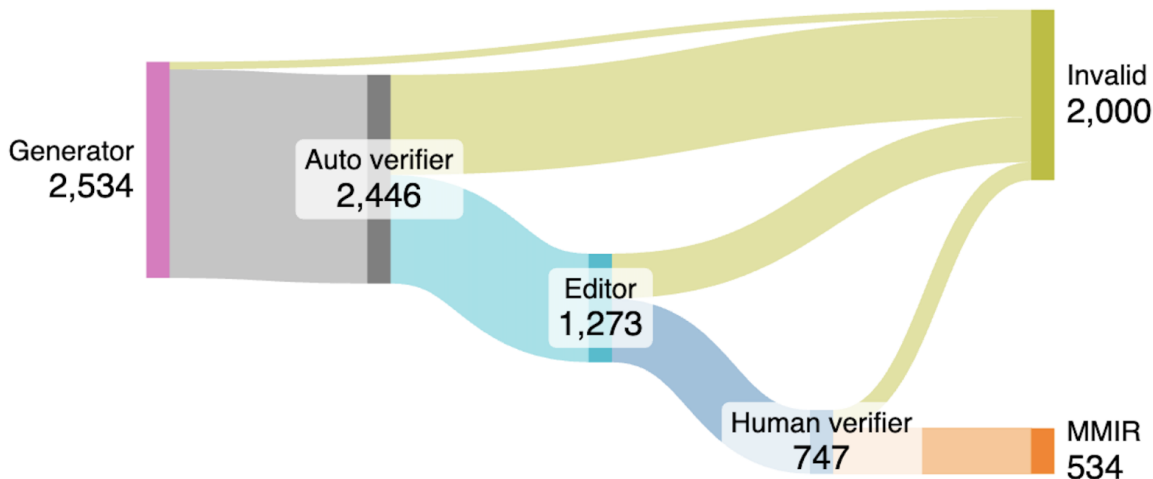 Generator
2,534
Auto verifier
2,446
Editor
1,273
Human verifier
747
Invalid
2,000
MMIR
534